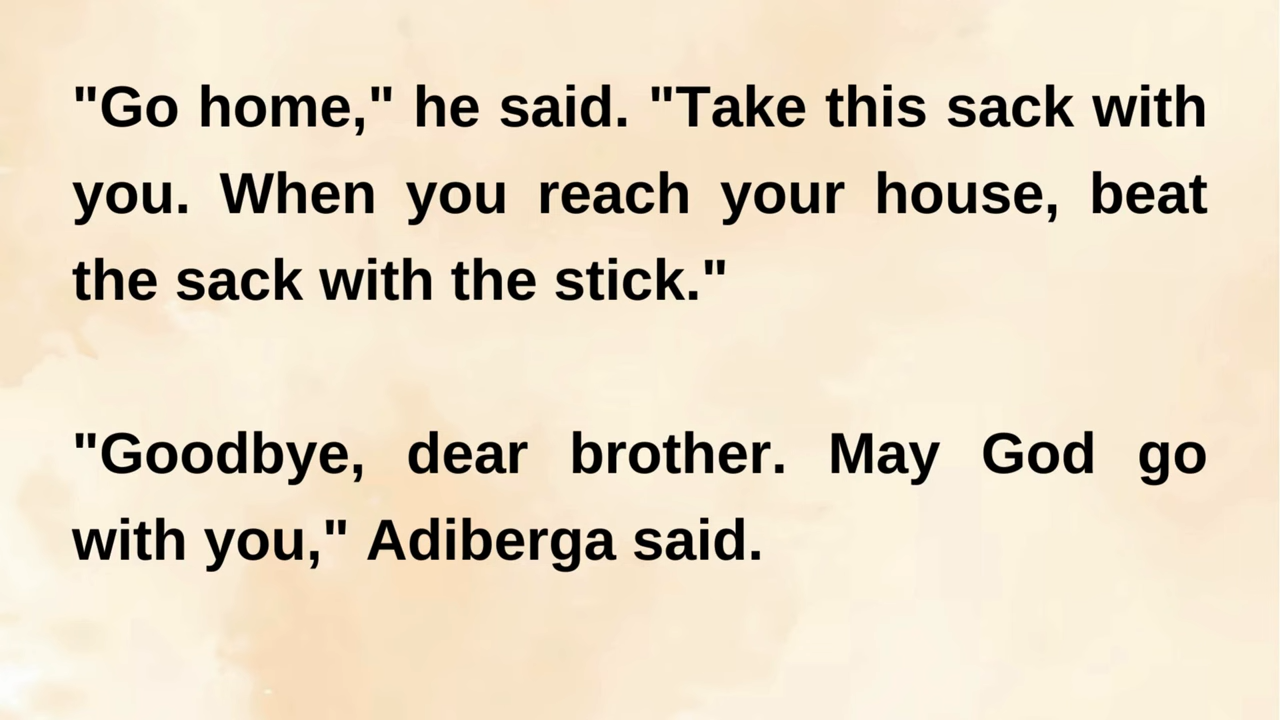 "Go home," he said. "Take this sack with
you. When you reach your house, beat
the sack with the stick."
"Goodbye, dear brother. May God go
with you," Adiberga said.